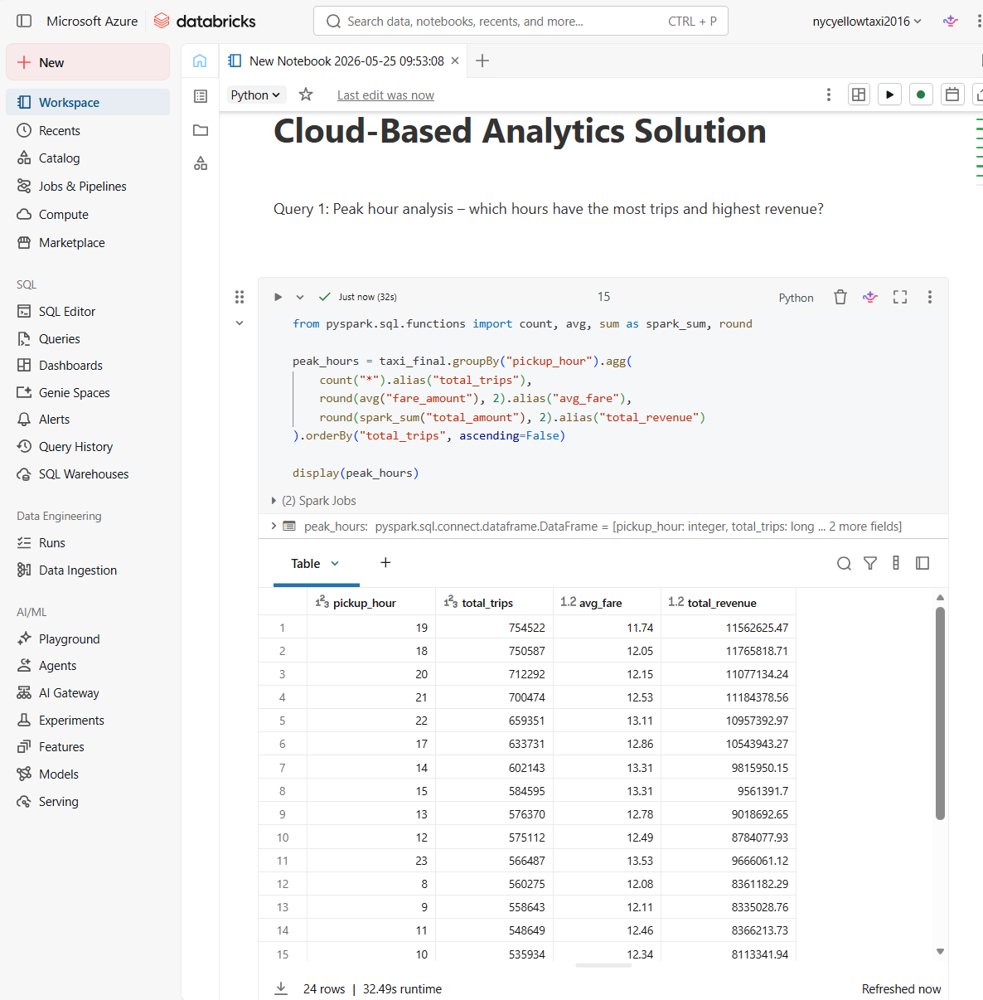 Microsoft Azure
databricks
Search data, notebooks, recents, and more...
CTRL + P
nycyellowtaxi2016
New
Workspace
Recents
Catalog
Jobs & Pipelines
Compute
Marketplace
SQL
SQL Editor
Queries
Dashboards
Genie Spaces
Alerts
Query History
SQL Warehouses
Data Engineering
Runs
Data Ingestion
AI/ML
Playground
Agents
AI Gateway
Experiments
Features
Models
Serving
New Notebook 2026-05-25 09:53:08
Python
Last edit was now
Cloud-Based Analytics Solution
Query 1: Peak hour analysis – which hours have the most trips and highest revenue?
Just now (32s)
15
Python
from pyspark.sql.functions import count, avg, sum as spark_sum, round
peak_hours = taxi_final.groupBy("pickup_hour").agg(
count("*").alias("total_trips"),
round(avg("fare_amount"), 2).alias("avg_fare"),
round(spark_sum("total_amount"), 2).alias("total_revenue")
).orderBy("total_trips", ascending=False)
display(peak_hours)
(2) Spark Jobs
peak_hours: pyspark.sql.connect.dataframe.DataFrame = [pickup_hour: integer, total_trips: long ... 2 more fields]
Table
1 2 3 pickup_hour 1 2 3 total_trips 1.2 avg_fare 1.2 total_revenue
1 19 754522 11.74 11562625.47
2 18 750587 12.05 11765818.71
3 20 712292 12.15 11077134.24
4 21 700474 12.53 11184378.56
5 22 659351 13.11 10957392.97
6 17 633731 12.86 10543943.27
7 14 602143 13.31 9815950.15
8 15 584595 13.31 9561391.7
9 13 576370 12.78 9018692.65
10 12 575112 12.49 8784077.93
11 23 566487 13.53 9666061.12
12 8 560275 12.08 8361182.29
13 9 558643 12.11 8335028.76
14 11 548649 12.46 8366213.73
15 10 535934 12.34 8113341.94
24 rows | 32.49s runtime
Refreshed now